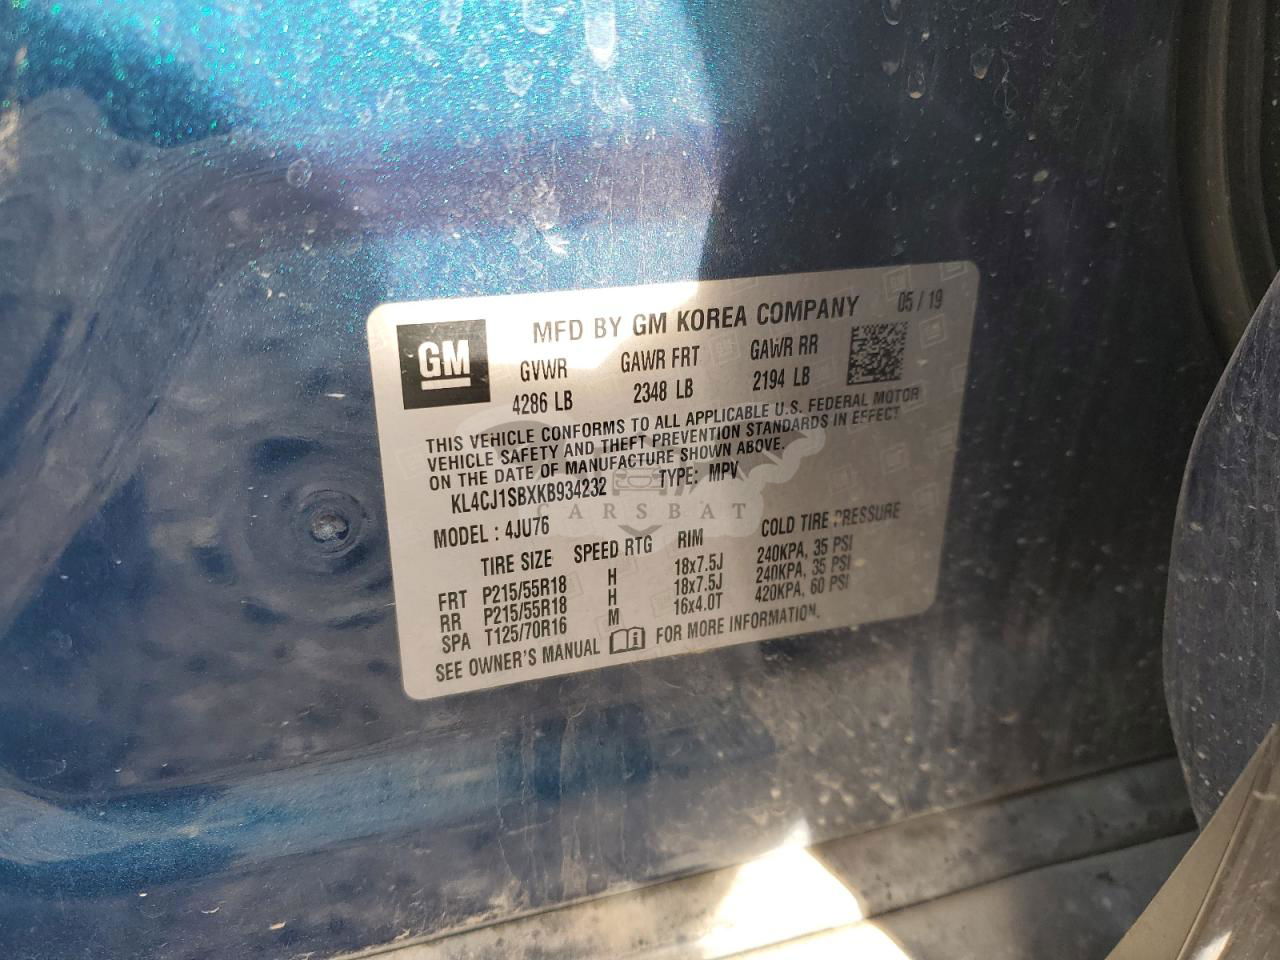 GM
MFD BY GM KOREA COMPANY 05 / 19
GVWR GAWR FRT GAWR RR
4286 LB 2348 LB 2194 LB
THIS VEHICLE CONFORMS TO ALL APPLICABLE U.S. FEDERAL MOTOR
VEHICLE SAFETY AND THEFT PREVENTION STANDARDS IN EFFECT
ON THE DATE OF MANUFACTURE SHOWN ABOVE.
KL4CJ1SBXKB934232 TYPE: MPV
CARSBAT
MODEL : 4JU76
TIRE SIZE SPEED RTG RIM COLD TIRE PRESSURE
FRT P215/55R18 H 18x7.5J 240KPA, 35 PSI
RR P215/55R18 H 18x7.5J 240KPA, 35 PSI
SPA T125/70R16 M 16x4.0T 420KPA, 60 PSI
SEE OWNER'S MANUAL i FOR MORE INFORMATION.